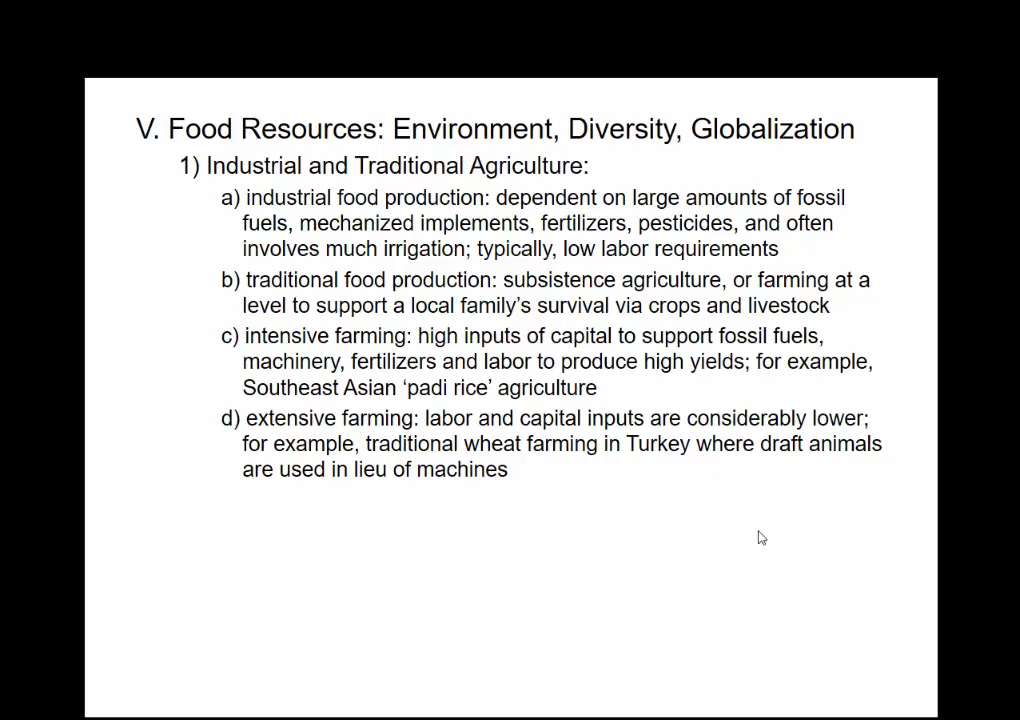 V. Food Resources: Environment, Diversity, Globalization
1) Industrial and Traditional Agriculture:
a) industrial food production: dependent on large amounts of fossil
fuels, mechanized implements, fertilizers, pesticides, and often
involves much irrigation; typically, low labor requirements
b) traditional food production: subsistence agriculture, or farming at a
level to support a local family’s survival via crops and livestock
c) intensive farming: high inputs of capital to support fossil fuels,
machinery, fertilizers and labor to produce high yields; for example,
Southeast Asian ‘padi rice’ agriculture
d) extensive farming: labor and capital inputs are considerably lower;
for example, traditional wheat farming in Turkey where draft animals
are used in lieu of machines